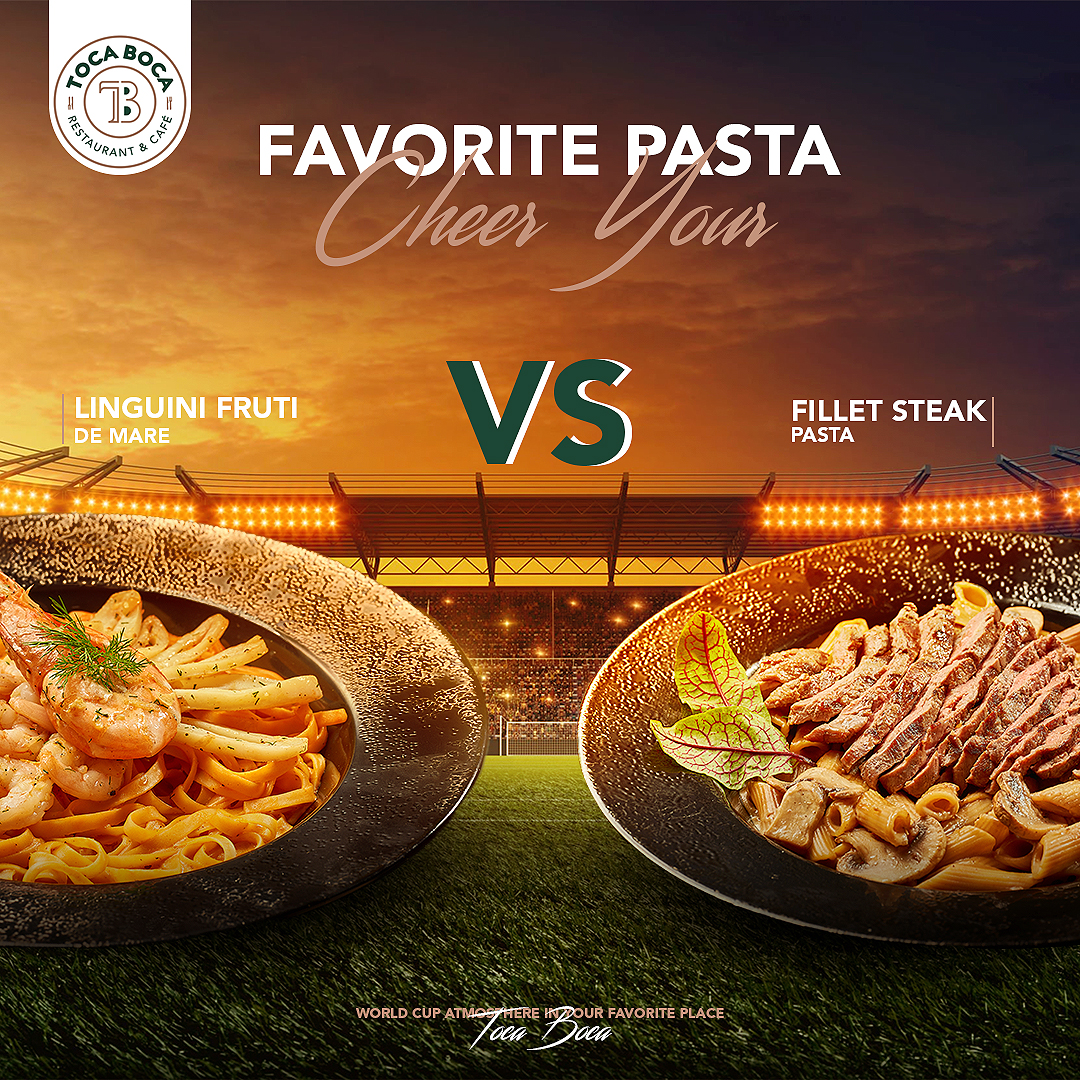 TOCA BOCA
TB
RESTAURANT & CAFÉ
FAVORITE PASTA
Cheer Your
VS
LINGUINI FRUTI
DE MARE
FILLET STEAK
PASTA
WORLD CUP ATMOSTHERE IN YOUR FAVORITE PLACE
Toca Boca